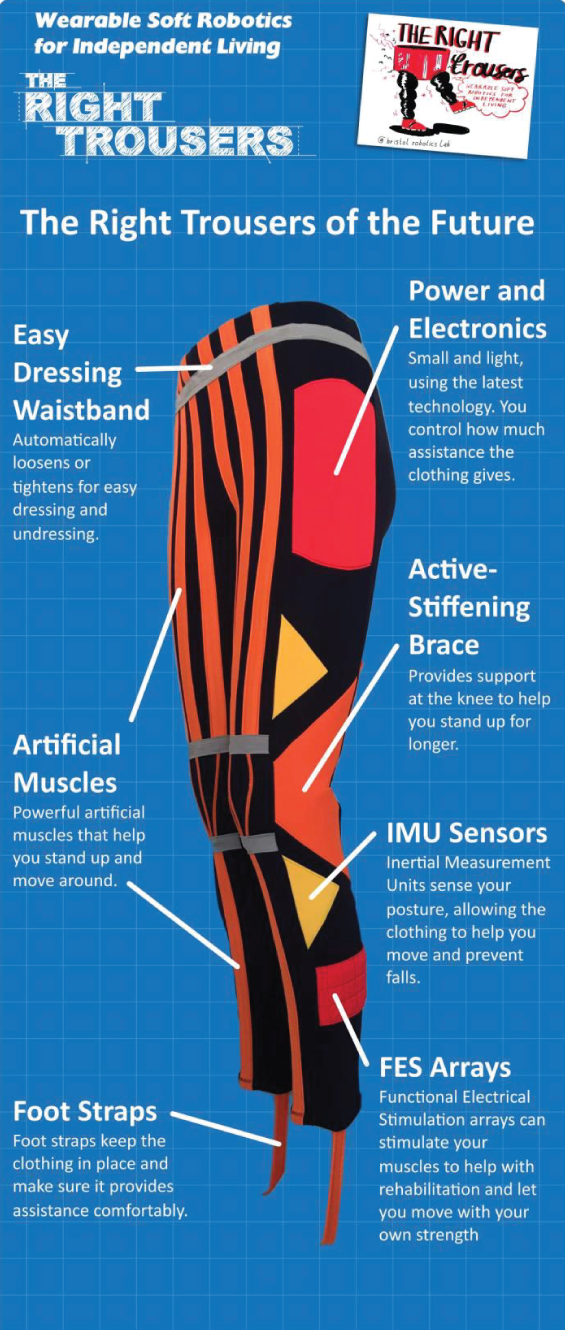 Wearable Soft Robotics
for Independent Living
THE
RIGHT
TROUSERS
THE RIGHT
trousers
WEARABLE SOFT
ROBOTICS FOR
INDEPENDENT
LIVING
@ bristol robotics Lab
The Right Trousers of the Future
Easy
Dressing
Waistband
Automatically
loosens or
tightens for easy
dressing and
undressing.
Power and
Electronics
Small and light,
using the latest
technology. You
control how much
assistance the
clothing gives.
Active-
Stiffening
Brace
Provides support
at the knee to help
you stand up for
longer.
Artificial
Muscles
Powerful artificial
muscles that help
you stand up and
move around.
IMU Sensors
Inertial Measurement
Units sense your
posture, allowing the
clothing to help you
move and prevent
falls.
FES Arrays
Functional Electrical
Stimulation arrays can
stimulate your
muscles to help with
rehabilitation and let
you move with your
own strength
Foot Straps
Foot straps keep the
clothing in place and
make sure it provides
assistance comfortably.